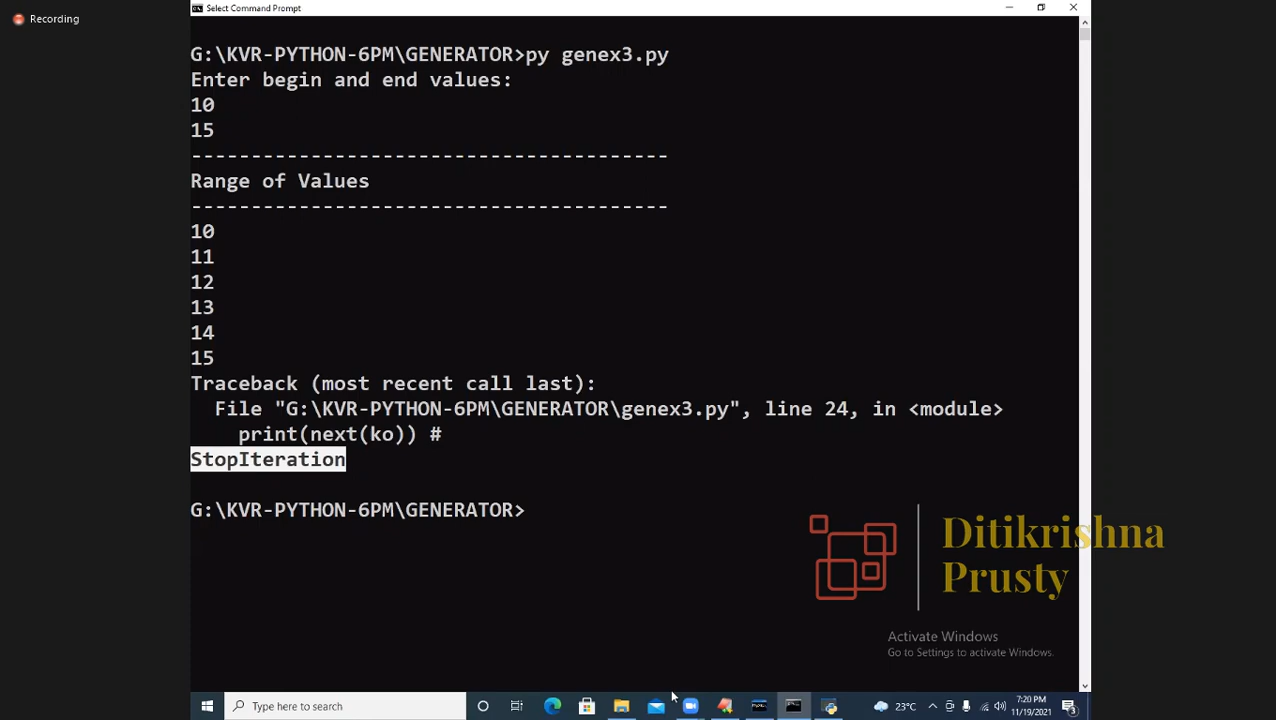 Recording
Select Command Prompt
G:\KVR-PYTHON-6PM\GENERATOR>py genex3.py
Enter begin and end values:
10
15
----------------------------------------
Range of Values
----------------------------------------
10
11
12
13
14
15
Traceback (most recent call last):
  File "G:\KVR-PYTHON-6PM\GENERATOR\genex3.py", line 24, in <module>
    print(next(ko)) #
StopIteration
G:\KVR-PYTHON-6PM\GENERATOR>
Ditikrishna
Prusty
Activate Windows
Go to Settings to activate Windows.
Type here to search
23°C
7:20 PM
11/19/2021
3